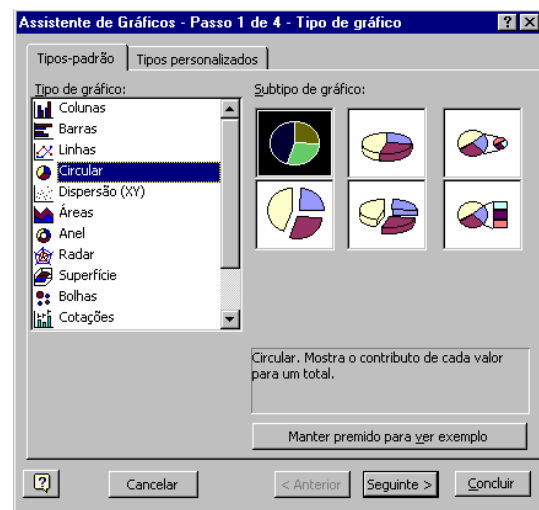 Assistente de Gráficos - Passo 1 de 4 - Tipo de gráfico
Tipos-padrão
Tipos personalizados
Tipo de gráfico:
Subtipo de gráfico:
Colunas
Barras
Linhas
Circular
Dispersão (XY)
Áreas
Anel
Radar
Superfície
Bolhas
Cotações
Circular. Mostra o contributo de cada valor
para um total.
Manter premido para ver exemplo
Cancelar
< Anterior
Seguinte >
Concluir